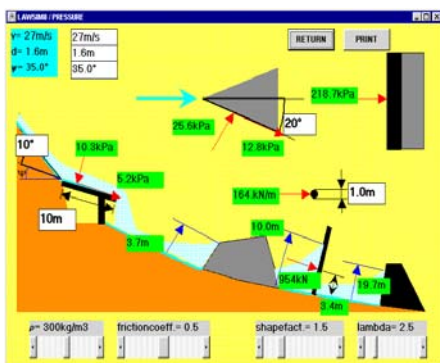 LAWSIM8 / PRESSURE
v= 27m/s 27m/s
d= 1.6m 1.6m
ψ= 35.0° 35.0°
RETURN PRINT
218.7kPa
25.6kPa
20°
12.8kPa
10°
10.3kPa
ψ
5.2kPa
164.kN/m
1.0m
10m
3.7m
10.0m
954kN
19.7m
3.4m
ρ= 300kg/m3 frictioncoeff.= 0.5 shapefact.= 1.5 lambda= 2.5